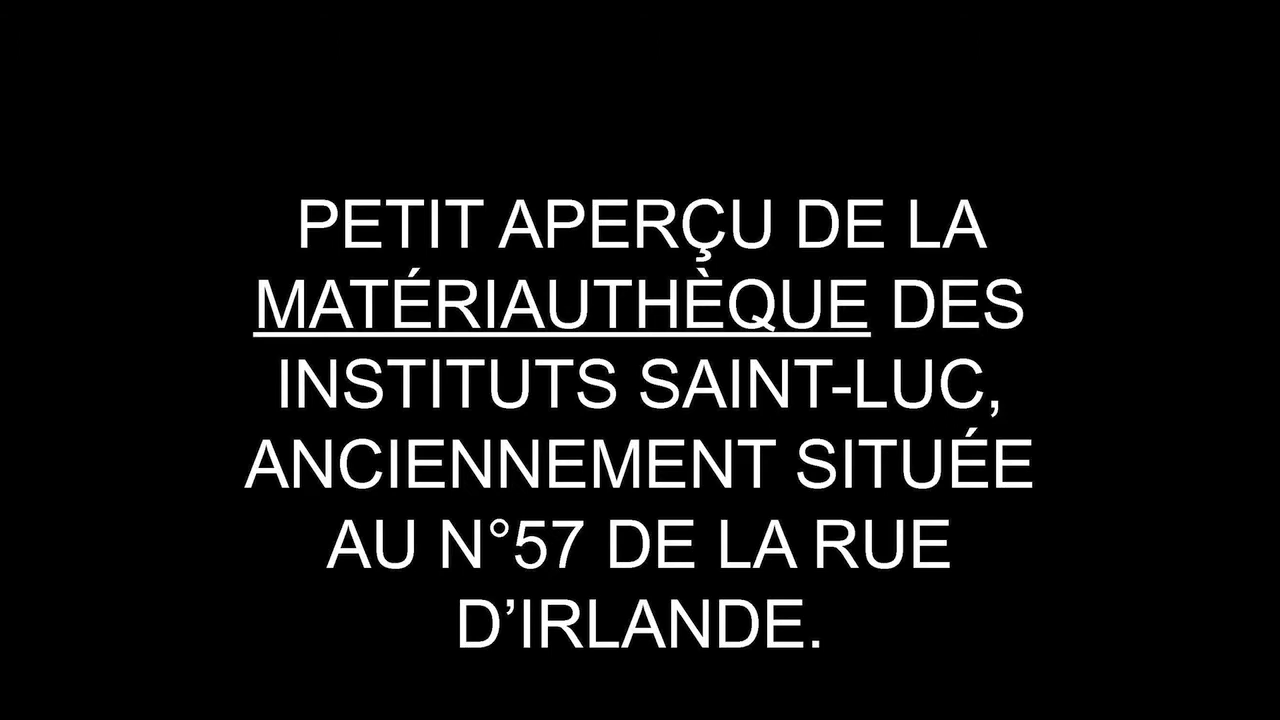 PETIT APERÇU DE LA
MATÉRIAUTHÈQUE DES
INSTITUTS SAINT-LUC,
ANCIENNEMENT SITUÉE
AU N°57 DE LA RUE
D’IRLANDE.